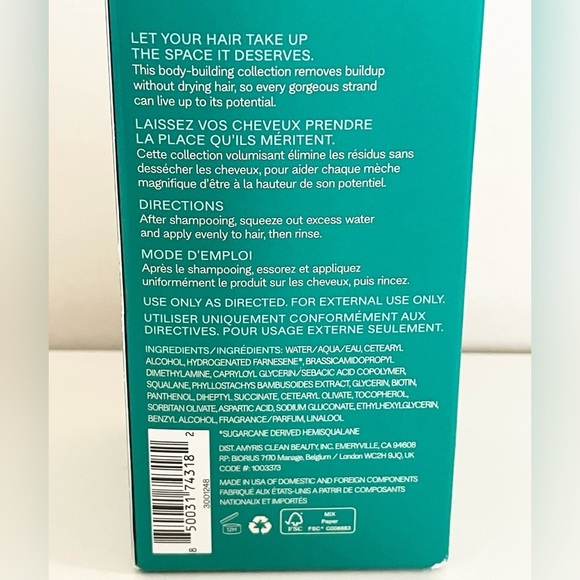 LET YOUR HAIR TAKE UP
THE SPACE IT DESERVES.
This body-building collection removes buildup
without drying hair, so every gorgeous strand
can live up to its potential.
LAISSEZ VOS CHEVEUX PRENDRE
LA PLACE QU'ILS MÉRITENT.
Cette collection volumisant élimine les résidus sans
dessécher les cheveux, pour aider chaque mèche
magnifique d'être à la hauteur de son potentiel.
DIRECTIONS
After shampooing, squeeze out excess water
and apply evenly to hair, then rinse.
MODE D'EMPLOI
Après le shampooing, essorez et appliquez
uniformément le produit sur les cheveux, puis rincez.
USE ONLY AS DIRECTED. FOR EXTERNAL USE ONLY.
UTILISER UNIQUEMENT CONFORMÉMENT AUX
DIRECTIVES. POUR USAGE EXTERNE SEULEMENT.
INGREDIENTS/INGRÉDIENTS: WATER/AQUA/EAU, CETEARYL
ALCOHOL, HYDROGENATED FARNESENE*, BRASSICAMIDOPROPYL
DIMETHYLAMINE, CAPRYLOYL GLYCERIN/SEBACIC ACID COPOLYMER,
SQUALANE, PHYLLOSTACHYS BAMBUSOIDES EXTRACT, GLYCERIN, BIOTIN,
PANTHENOL, DIHEPTYL SUCCINATE, CETEARYL OLIVATE, TOCOPHEROL,
SORBITAN OLIVATE, ASPARTIC ACID, SODIUM GLUCONATE, ETHYLHEXYLGLYCERIN,
BENZYL ALCOHOL, FRAGRANCE/PARFUM, LINALOOL
*SUGARCANE DERIVED HEMISQUALANE
DIST. AMYRIS CLEAN BEAUTY, INC. EMERYVILLE, CA 94608
RP: BIORIUS 7170 Manage, Belgium / London WC2H 9JQ, UK
CODE #: 1003373
MADE IN USA OF DOMESTIC AND FOREIGN COMPONENTS
FABRIQUÉ AUX ÉTATS-UNIS A PATIR DE COMPOSANTS
NATIONAUX ET IMPORTÉS
8 50031 74318 2
3001248
12M
FSC
MIX
Paper
FSC® C008683